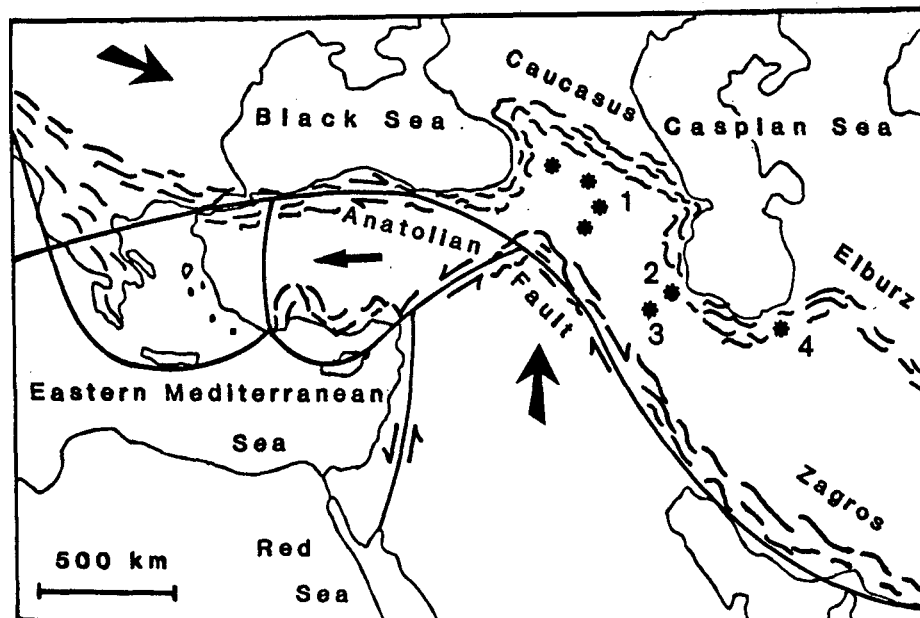 Caucasus
Black Sea
Caspian Sea
1
Anatolian
Fault
Elburz
2
3
4
Eastern Mediterranean
Sea
Zagros
500 km
Red
Sea